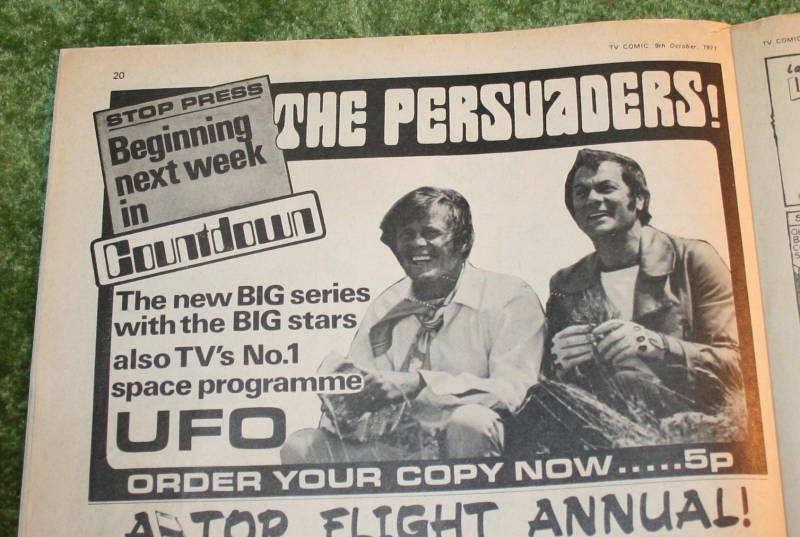 20
TV COMIC, 9th October, 1971
TV COMIC
STOP PRESS
Beginning
next week
in
Countdown
THE PERSUADERS!
The new BIG series
with the BIG stars
also TV's No.1
space programme
UFO
ORDER YOUR COPY NOW.....5p
A TOP FLIGHT ANNUAL!